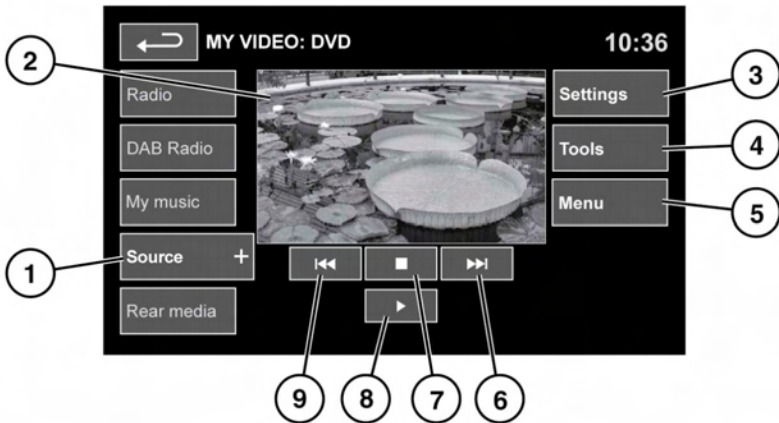 MY VIDEO: DVD 10:36
Radio
DAB Radio
My music
Source +
Rear media
Settings
Tools
Menu
1
2
3
4
5
6
7
8
9